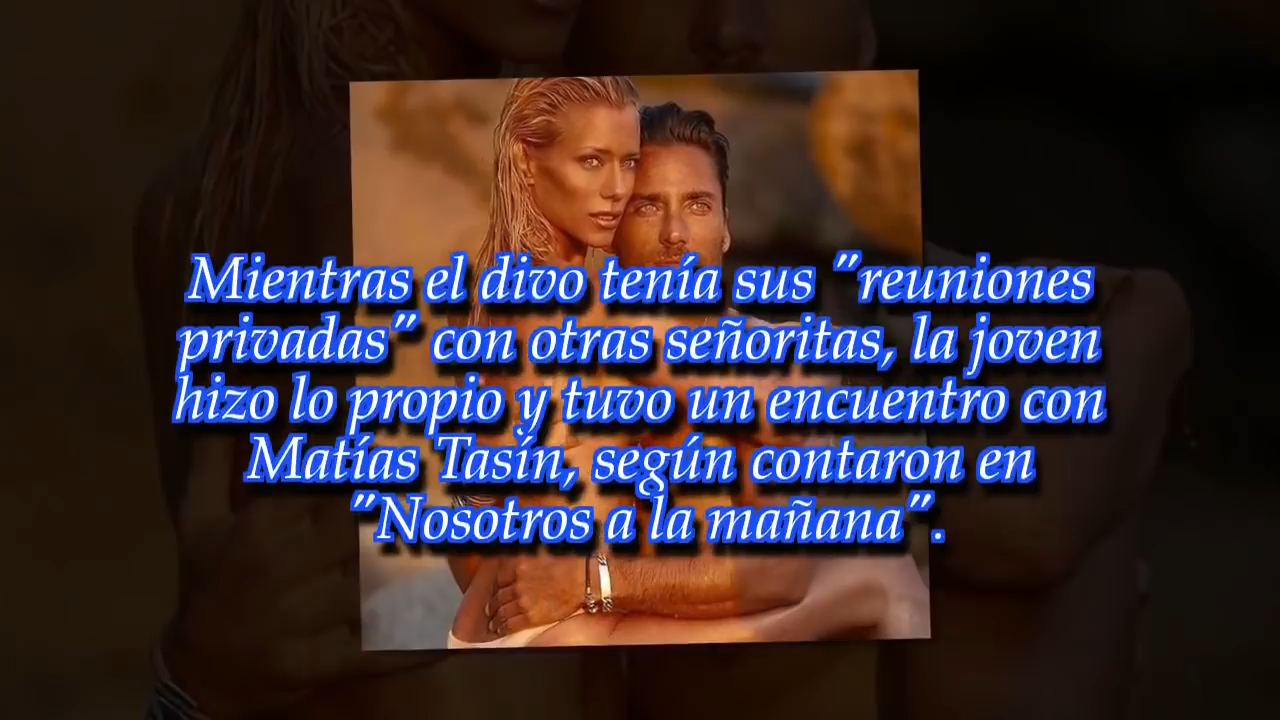 Mientras el divo tenía sus "reuniones
privadas" con otras señoritas, la joven
hizo lo propio y tuvo un encuentro con
Matías Tasín, según contaron en
"Nosotros a la mañana".